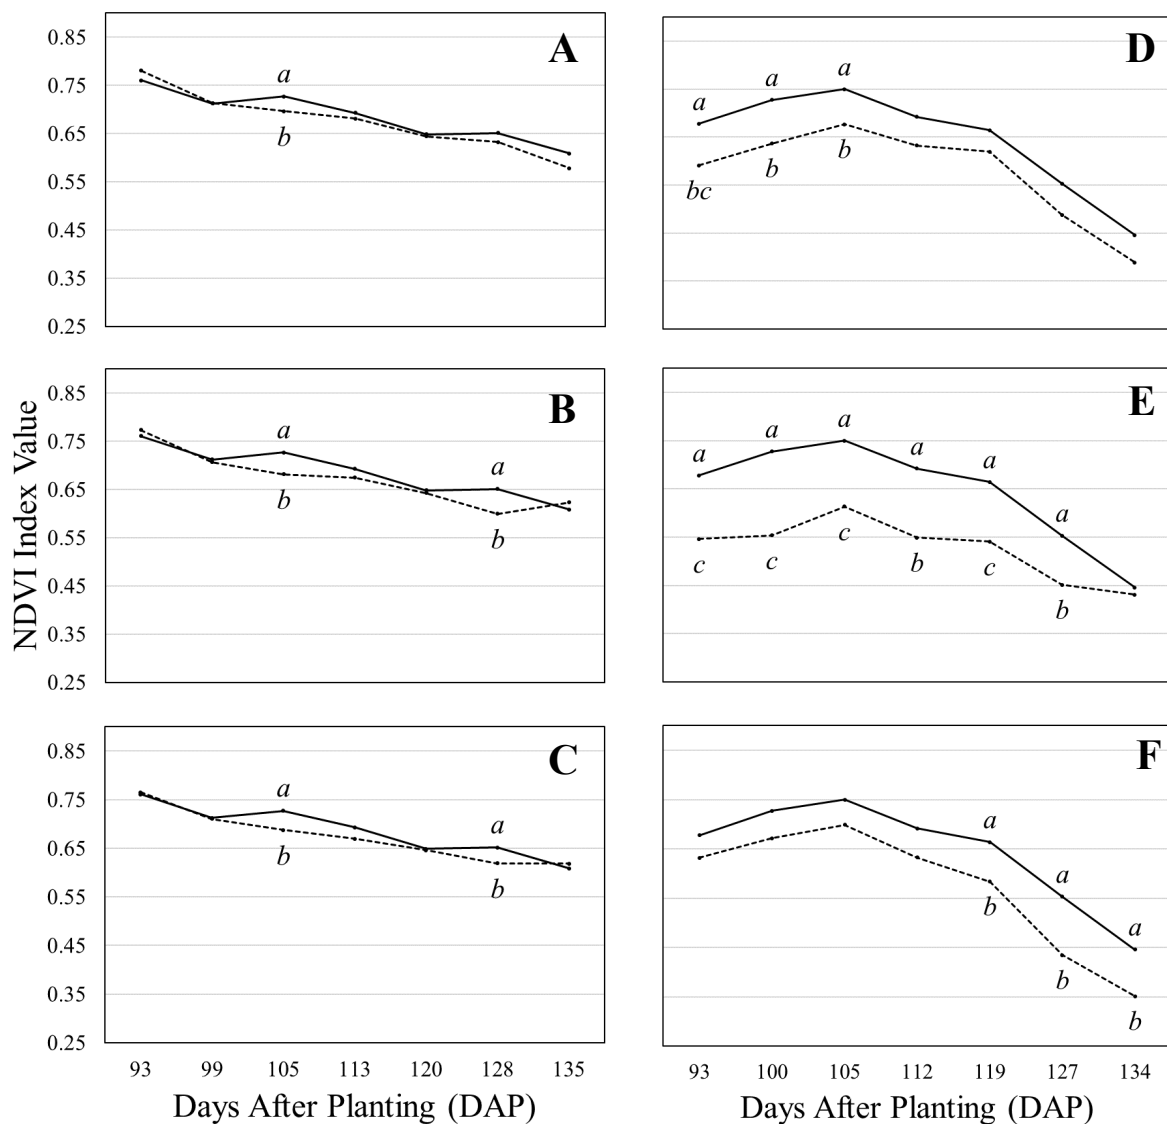 NDVI Index Value
A
0.85
0.75
0.65
0.55
0.45
0.35
0.25
a
b
D
a a a
bc b b
B
0.85
0.75
0.65
0.55
0.45
0.35
0.25
a a
b b
E
a a a a a a
c c c b c b
C
0.85
0.75
0.65
0.55
0.45
0.35
0.25
a a
b b
F
a a a
b b b
93 99 105 113 120 128 135
Days After Planting (DAP)
93 100 105 112 119 127 134
Days After Planting (DAP)